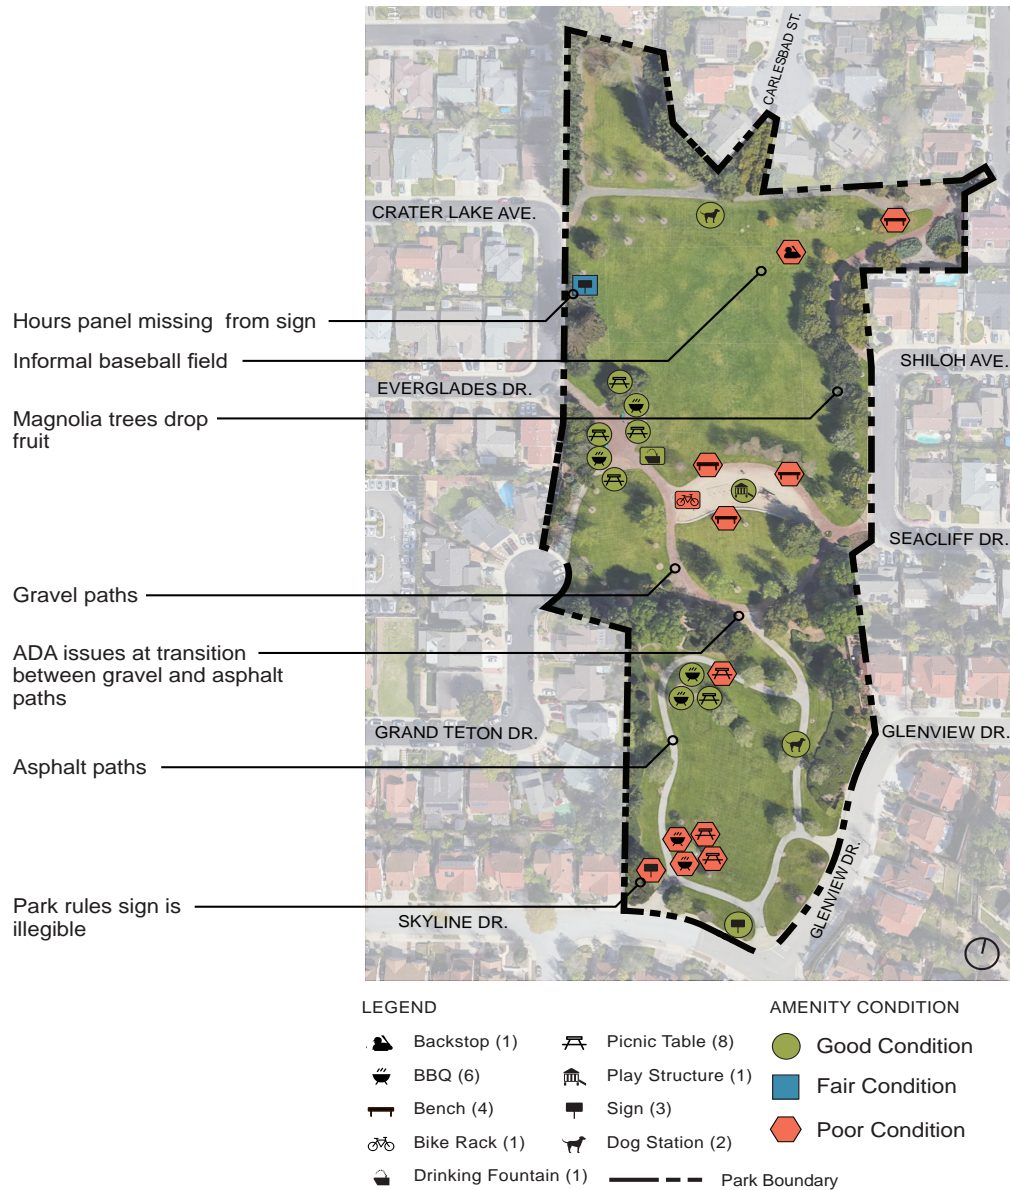 CARLESBAD ST.
CRATER LAKE AVE.
Hours panel missing  from sign
Informal baseball field
SHILOH AVE.
EVERGLADES DR.
Magnolia trees drop
fruit
SEACLIFF DR.
Gravel paths
ADA issues at transition
between gravel and asphalt
paths
GRAND TETON DR.
GLENVIEW DR.
Asphalt paths
GLENVIEW DR.
Park rules sign is
illegible
SKYLINE DR.
LEGEND
Backstop (1)
BBQ (6)
Bench (4)
Bike Rack (1)
Drinking Fountain (1)
Picnic Table (8)
Play Structure (1)
Sign (3)
Dog Station (2)
Park Boundary
AMENITY CONDITION
Good Condition
Fair Condition
Poor Condition